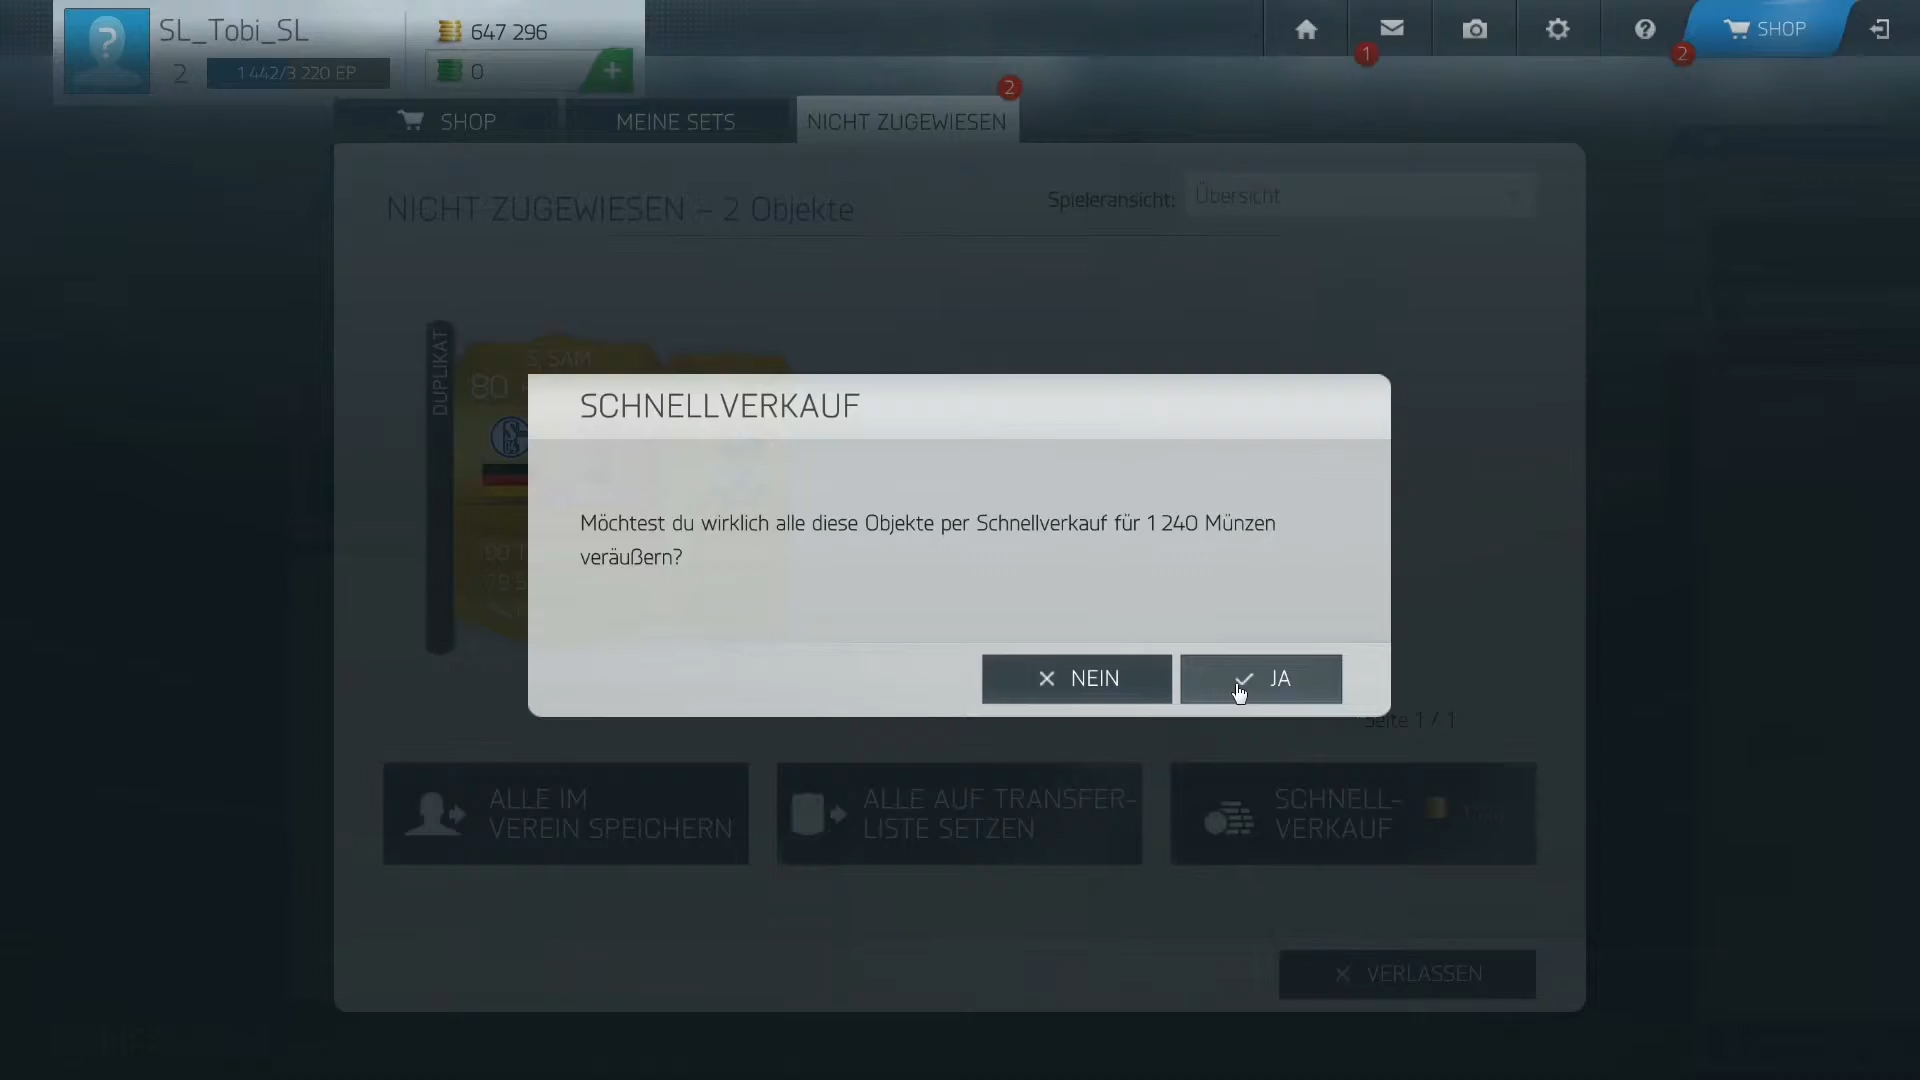 SL_Tobi_SL
647 296
2
1 442/3 220 EP
0
1
2
SHOP
2
SHOP
MEINE SETS
NICHT ZUGEWIESEN
NICHT ZUGEWIESEN – 2 Objekte
Spieleransicht:
Übersicht
DUPLIKAT
S. SAM
80
SCHNELLVERKAUF
Möchtest du wirklich alle diese Objekte per Schnellverkauf für 1 240 Münzen
veräußern?
NEIN
JA
Seite 1 / 1
ALLE IM
VEREIN SPEICHERN
ALLE AUF TRANSFER-
LISTE SETZEN
SCHNELL-
VERKAUF
VERLASSEN